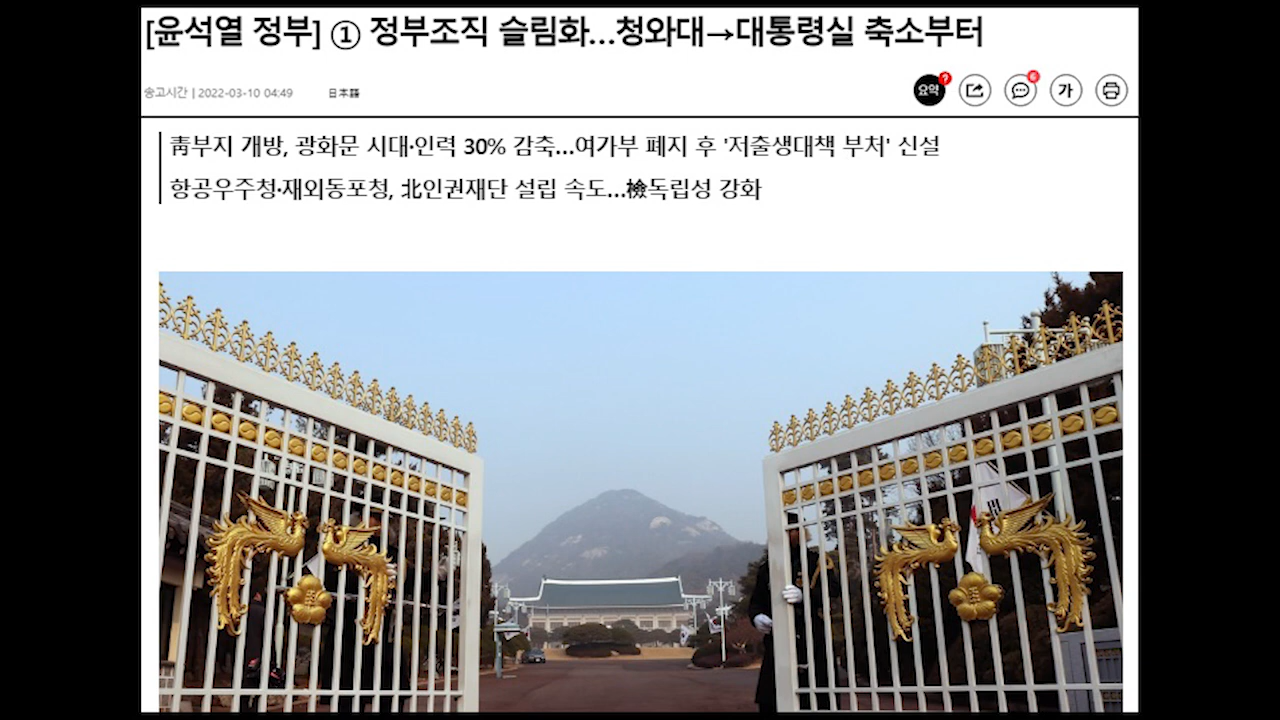 [윤석열 정부] ① 정부조직 슬림화…청와대→대통령실 축소부터
송고시간 | 2022-03-10 04:49 日本語
요약 ? 6 가
靑부지 개방, 광화문 시대·인력 30% 감축…여가부 폐지 후 '저출생대책 부처' 신설
항공우주청·재외동포청, 北인권재단 설립 속도…檢독립성 강화